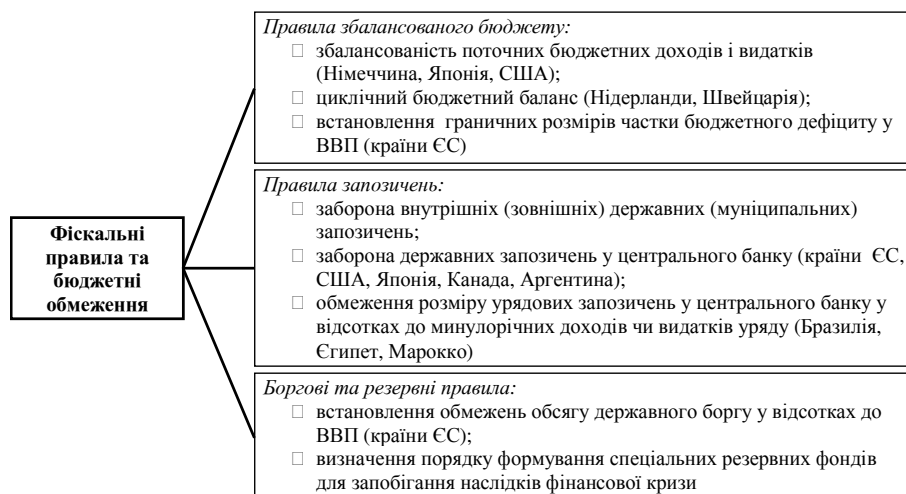 Правила збалансованого бюджету:
□ збалансованість поточних бюджетних доходів і видатків
(Німеччина, Японія, США);
□ циклічний бюджетний баланс (Нідерланди, Швейцарія);
□ встановлення граничних розмірів частки бюджетного дефіциту у
ВВП (країни ЄС)
Фіскальні
правила та
бюджетні
обмеження
Правила запозичень:
□ заборона внутрішніх (зовнішніх) державних (муніципальних)
запозичень;
□ заборона державних запозичень у центрального банку (країни ЄС,
США, Японія, Канада, Аргентина);
□ обмеження розміру урядових запозичень у центрального банку у
відсотках до минулорічних доходів чи видатків уряду (Бразилія,
Єгипет, Марокко)
Боргові та резервні правила:
□ встановлення обмежень обсягу державного боргу у відсотках до
ВВП (країни ЄС);
□ визначення порядку формування спеціальних резервних фондів
для запобігання наслідків фінансової кризи